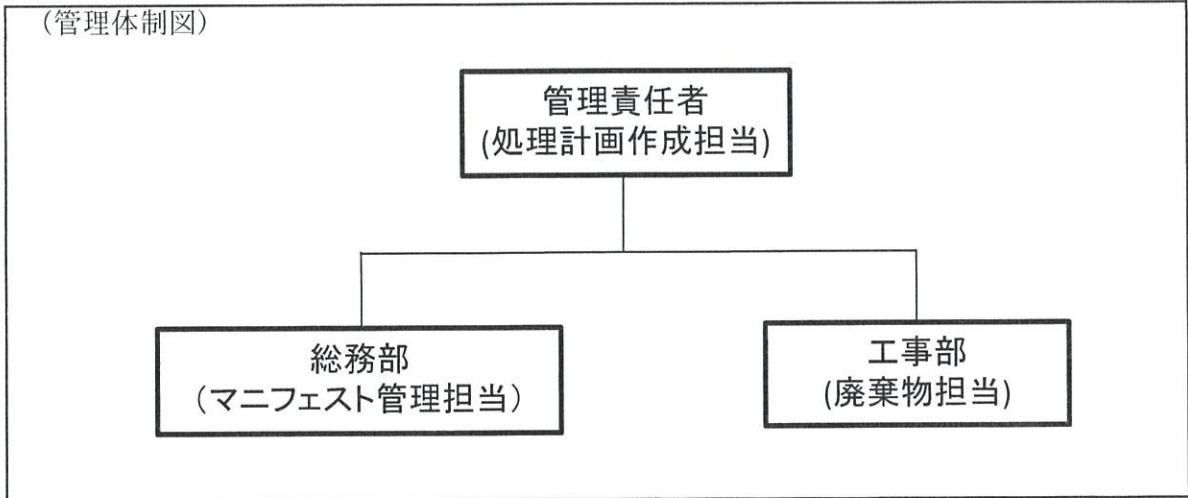 (管理体制図)
管理責任者
(処理計画作成担当)
総務部
(マニフェスト管理担当)
工事部
(廃棄物担当)